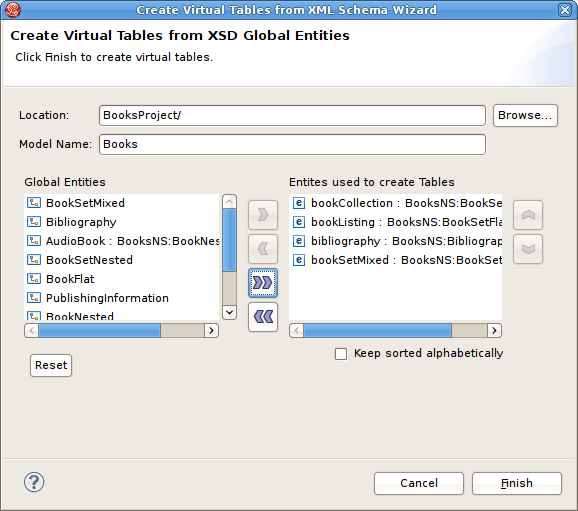 Create Virtual Tables from XML Schema Wizard
Create Virtual Tables from XSD Global Entities
Click Finish to create virtual tables.
Location: BooksProject/ Browse...
Model Name: Books
Global Entities
BookSetMixed
Bibliography
AudioBook : BooksNS:BookNes
BookSetNested
BookFlat
PublishingInformation
BookNested
Entites used to create Tables
bookCollection : BooksNS:BookSe
bookListing : BooksNS:BookSetFla
bibliography : BooksNS:Bibliograp
bookSetMixed : BooksNS:BookSet
Keep sorted alphabetically
Reset
? Cancel Finish